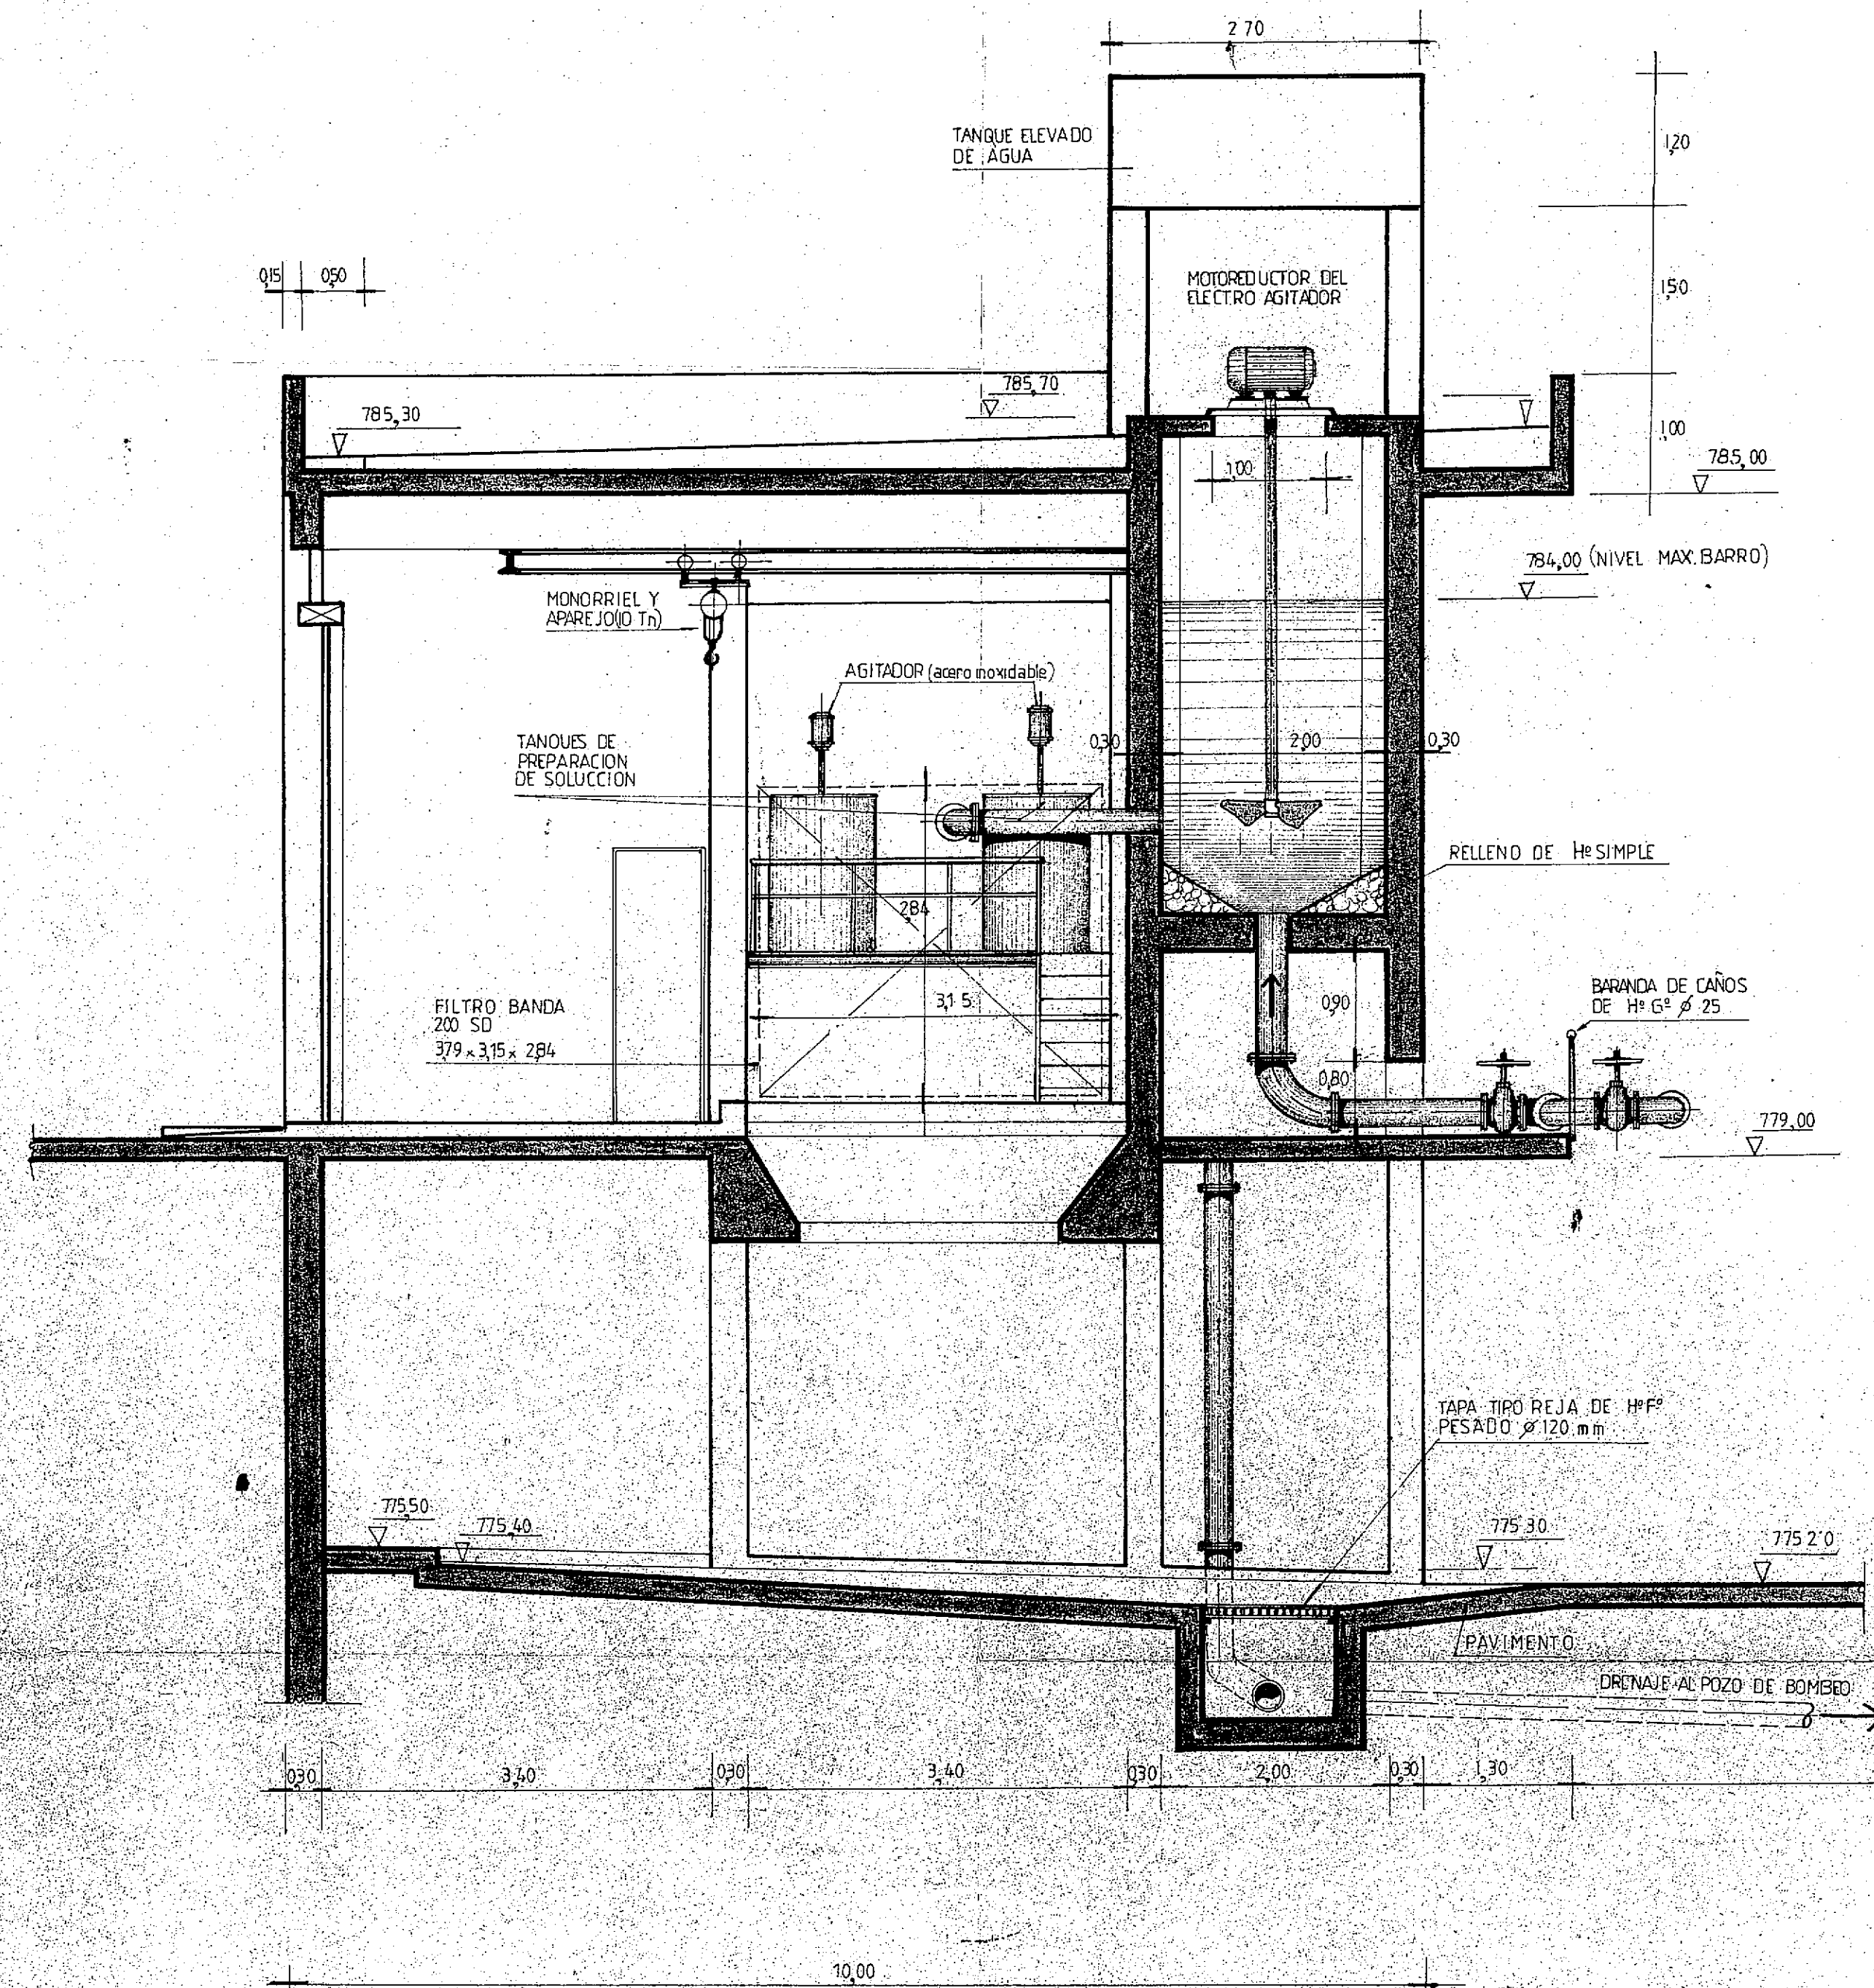 2 70
TANQUE ELEVADO
DE AGUA
1,20
MOTOREDUCTOR DEL
ELECTRO AGITADOR
1,50
0,15
0,50
785,70
785,30
1,00
1,00
785,00
784,00 (NIVEL MAX. BARRO)
MONORRIEL Y
APAREJO (10 Tn)
AGITADOR (acero inoxidable)
TANQUES DE
PREPARACION
DE SOLUCCION
0,30
2,00
0,30
RELLENO DE Hº SIMPLE
2,84
3,15
FILTRO BANDA
200 SD
3,79 x 3,15 x 2,84
0,90
0,80
BARANDA DE CAÑOS
DE Hº Gº ø 25
779,00
TAPA TIPO REJA DE Hº Fº
PESADO ø 120 mm
775,50
775,40
775 30
775 20
PAVIMENTO
DRENAJE AL POZO DE BOMBEO
0,30
3,40
0,30
3,40
0,30
2,00
0,30
1,30
10,00